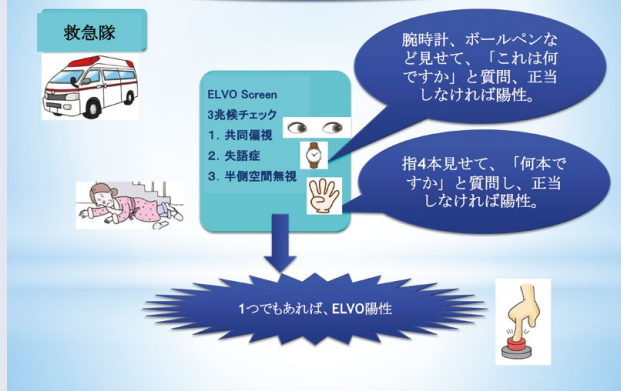 救急隊
腕時計、ボールペンな
ど見せて、「これは何
ですか」と質問、正当
しなければ陽性。
ELVO Screen
3兆候チェック
1. 共同偏視
2. 失語症
3. 半側空間無視
指4本見せて、「何本で
すか」と質問し、正当
しなければ陽性。
1つでもあれば、ELVO陽性